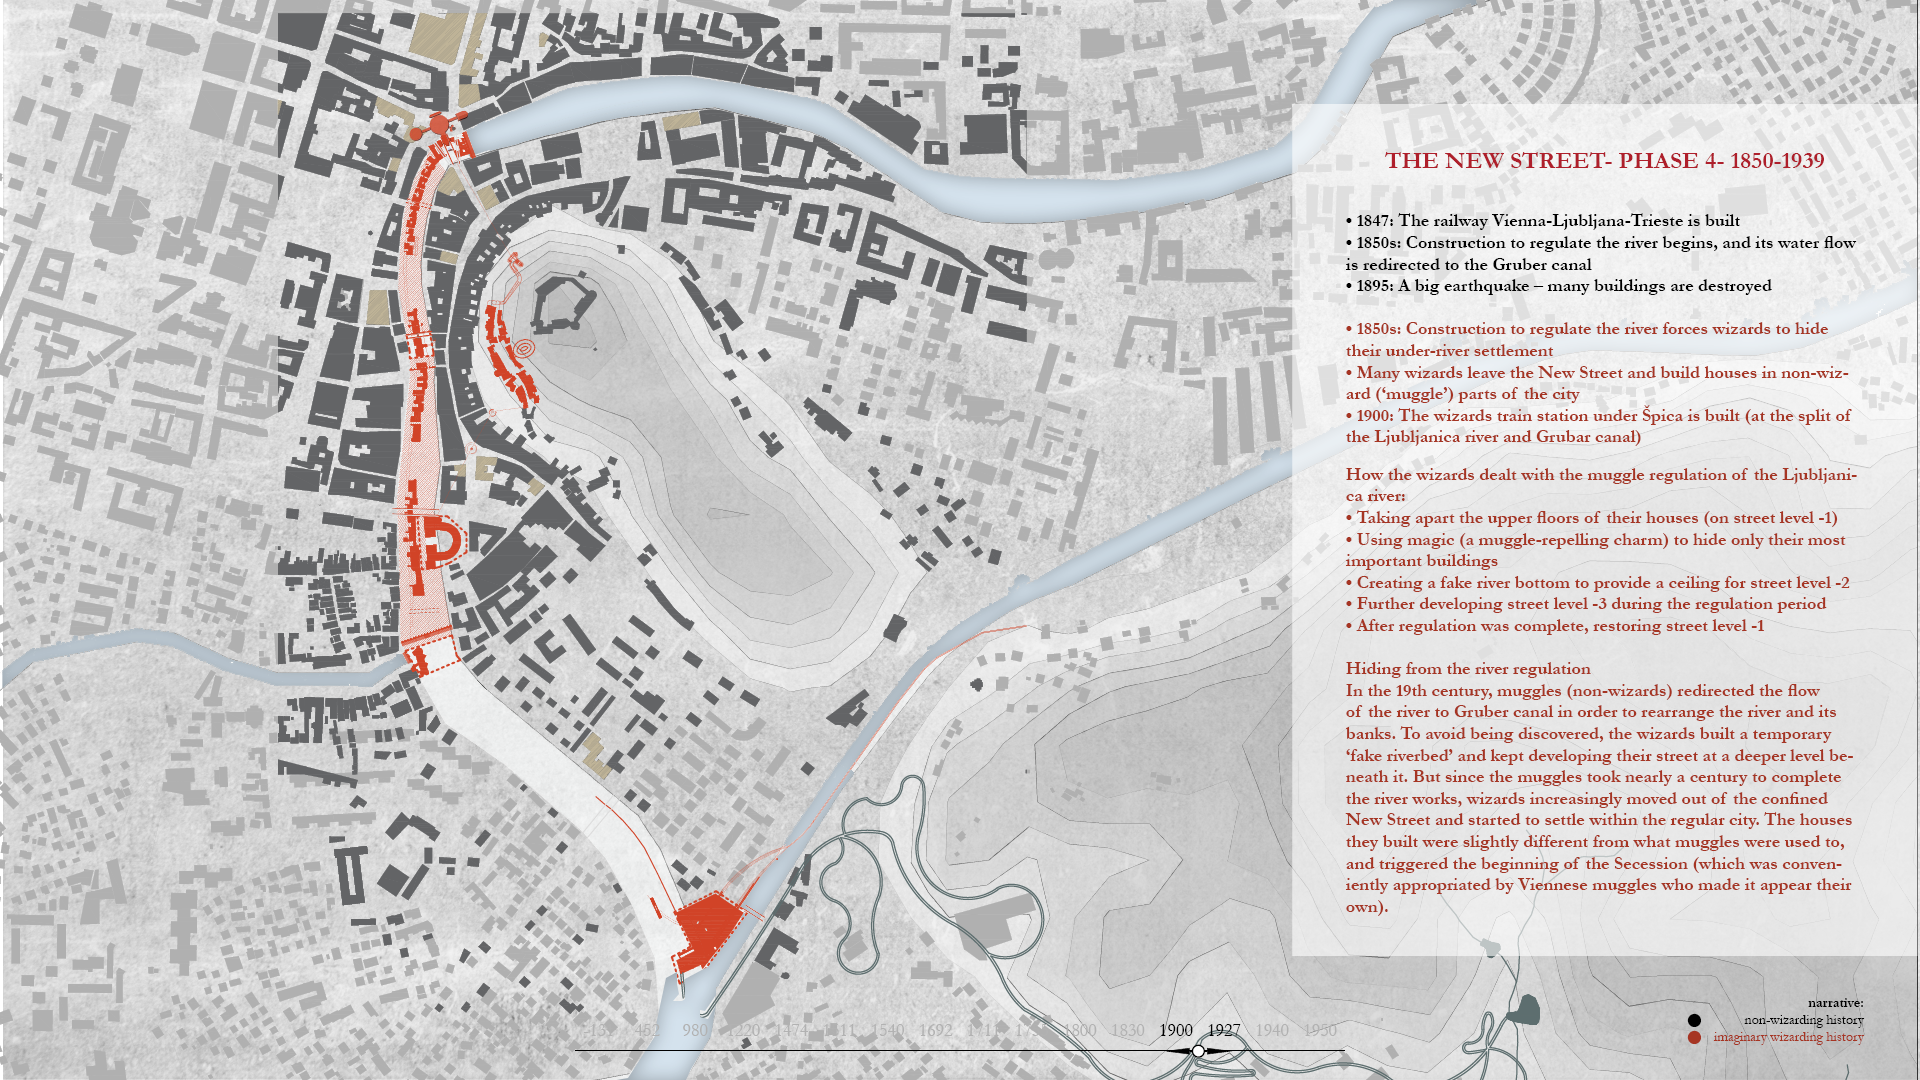 THE NEW STREET- PHASE 4- 1850-1939
• 1847: The railway Vienna-Ljubljana-Trieste is built
• 1850s: Construction to regulate the river begins, and its water flow
is redirected to the Gruber canal
• 1895: A big earthquake – many buildings are destroyed
• 1850s: Construction to regulate the river forces wizards to hide
their under-river settlement
• Many wizards leave the New Street and build houses in non-wiz-
ard (‘muggle’) parts of the city
• 1900: The wizards train station under Špica is built (at the split of
the Ljubljanica river and Grubar canal)
How the wizards dealt with the muggle regulation of the Ljubljani-
ca river:
• Taking apart the upper floors of their houses (on street level -1)
• Using magic (a muggle-repelling charm) to hide only their most
important buildings
• Creating a fake river bottom to provide a ceiling for street level -2
• Further developing street level -3 during the regulation period
• After regulation was complete, restoring street level -1
Hiding from the river regulation
In the 19th century, muggles (non-wizards) redirected the flow
of the river to Gruber canal in order to rearrange the river and its
banks. To avoid being discovered, the wizards built a temporary
‘fake riverbed’ and kept developing their street at a deeper level be-
neath it. But since the muggles took nearly a century to complete
the river works, wizards increasingly moved out of the confined
New Street and started to settle within the regular city. The houses
they built were slightly different from what muggles were used to,
and triggered the beginning of the Secession (which was conven-
iently appropriated by Viennese muggles who made it appear their
own).
narrative:
non-wizarding history
imaginary wizarding history
452 980 1220 1474 1511 1540 1692 1800 1830 1900 1927 1940 1950